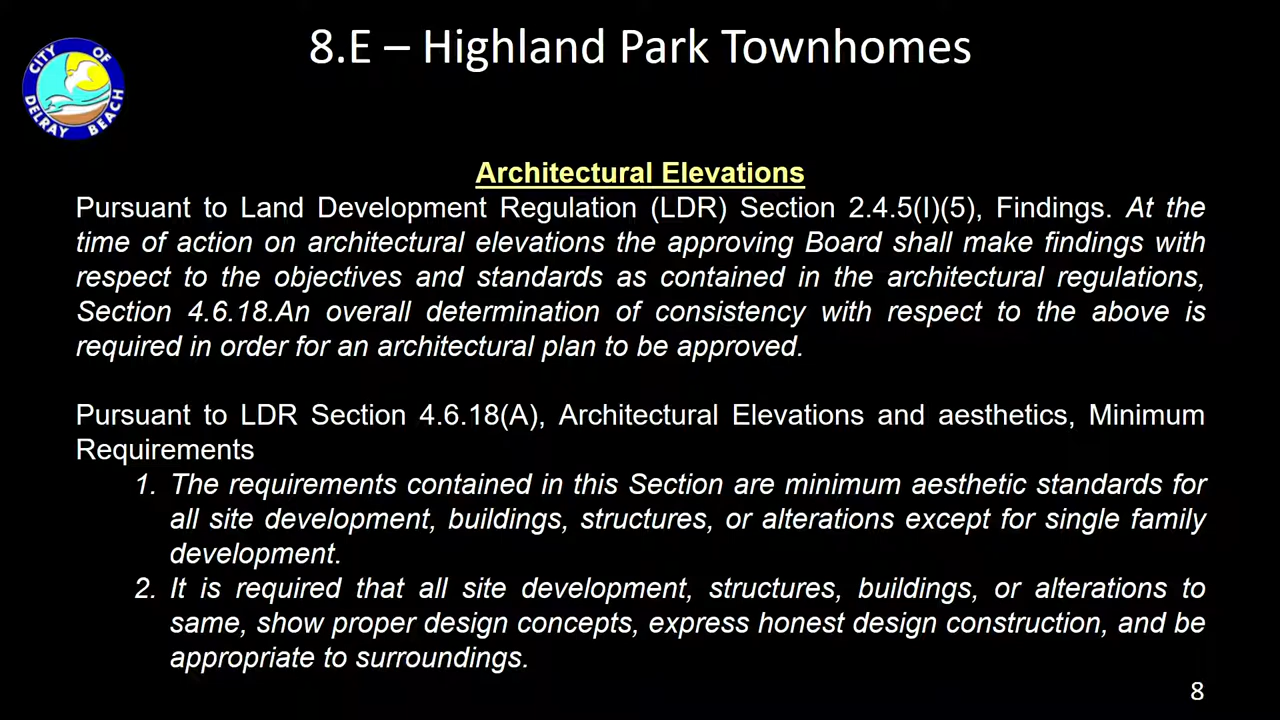 8.E – Highland Park Townhomes
CITY OF
DELRAY BEACH
Architectural Elevations
Pursuant to Land Development Regulation (LDR) Section 2.4.5(I)(5), Findings. At the
time of action on architectural elevations the approving Board shall make findings with
respect to the objectives and standards as contained in the architectural regulations,
Section 4.6.18.An overall determination of consistency with respect to the above is
required in order for an architectural plan to be approved.
Pursuant to LDR Section 4.6.18(A), Architectural Elevations and aesthetics, Minimum
Requirements
1. The requirements contained in this Section are minimum aesthetic standards for
all site development, buildings, structures, or alterations except for single family
development.
2. It is required that all site development, structures, buildings, or alterations to
same, show proper design concepts, express honest design construction, and be
appropriate to surroundings.
8